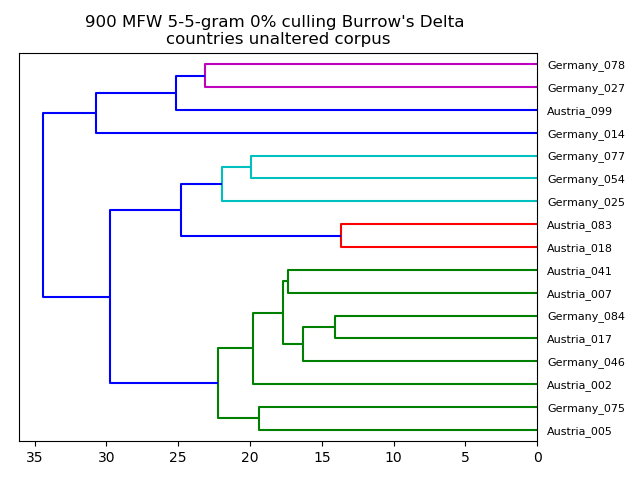 900 MFW 5-5-gram 0% culling Burrow's Delta
countries unaltered corpus
Germany_078
Germany_027
Austria_099
Germany_014
Germany_077
Germany_054
Germany_025
Austria_083
Austria_018
Austria_041
Austria_007
Germany_084
Austria_017
Germany_046
Austria_002
Germany_075
Austria_005
35 30 25 20 15 10 5 0